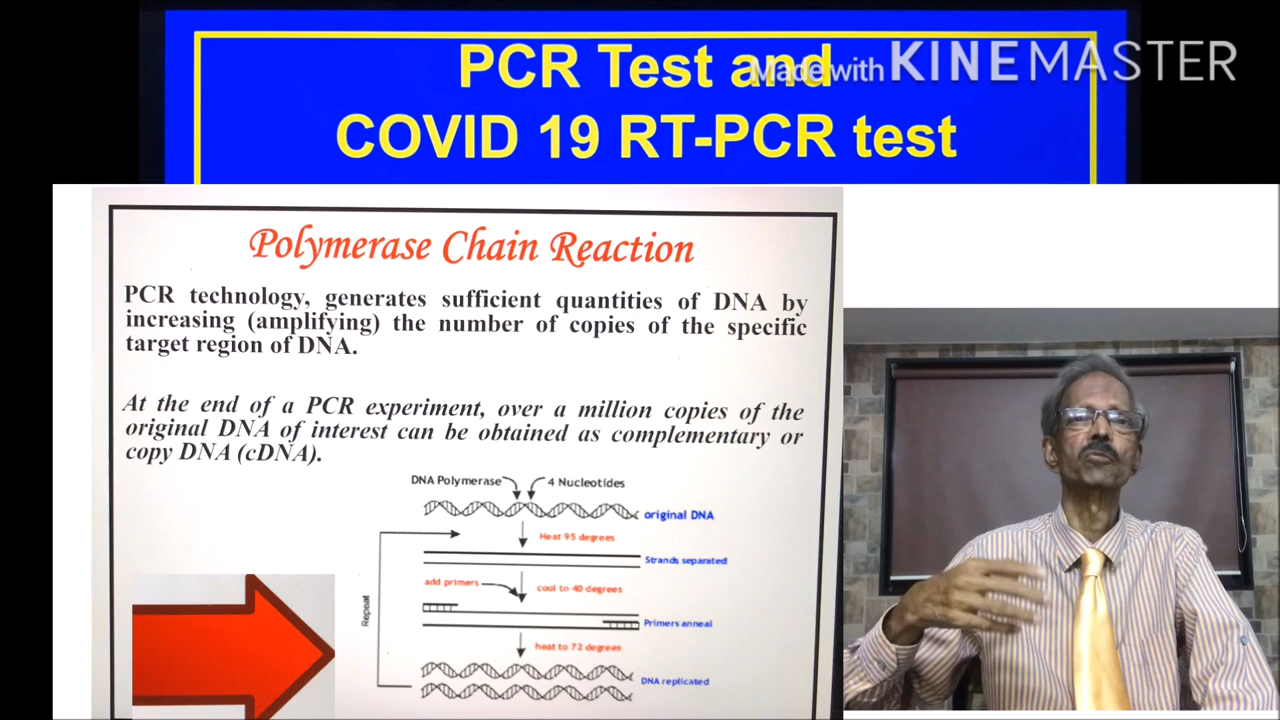 PCR Test and
Made with KINEMASTER
COVID 19 RT-PCR test
Polymerase Chain Reaction
PCR technology, generates sufficient quantities of DNA by
increasing (amplifying) the number of copies of the specific
target region of DNA.
At the end of a PCR experiment, over a million copies of the
original DNA of interest can be obtained as complementary or
copy DNA (cDNA).
DNA Polymerase
4 Nucleotides
original DNA
Heat 95 degrees
Strands separated
add primers
cool to 40 degrees
Repeat
Primers anneal
heat to 72 degrees
DNA replicated